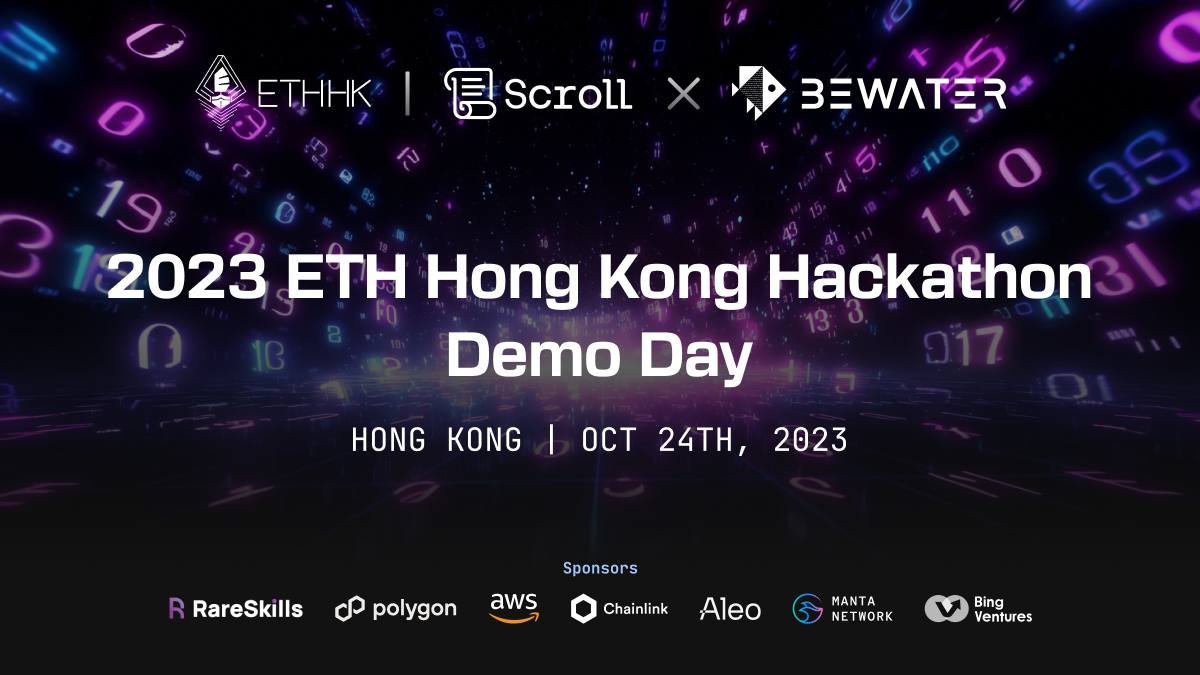 ETHHK | Scroll X BEWATER
2023 ETH Hong Kong Hackathon
Demo Day
HONG KONG | OCT 24TH, 2023
Sponsors
RareSkills polygon aws Chainlink Aleo MANTA NETWORK Bing Ventures